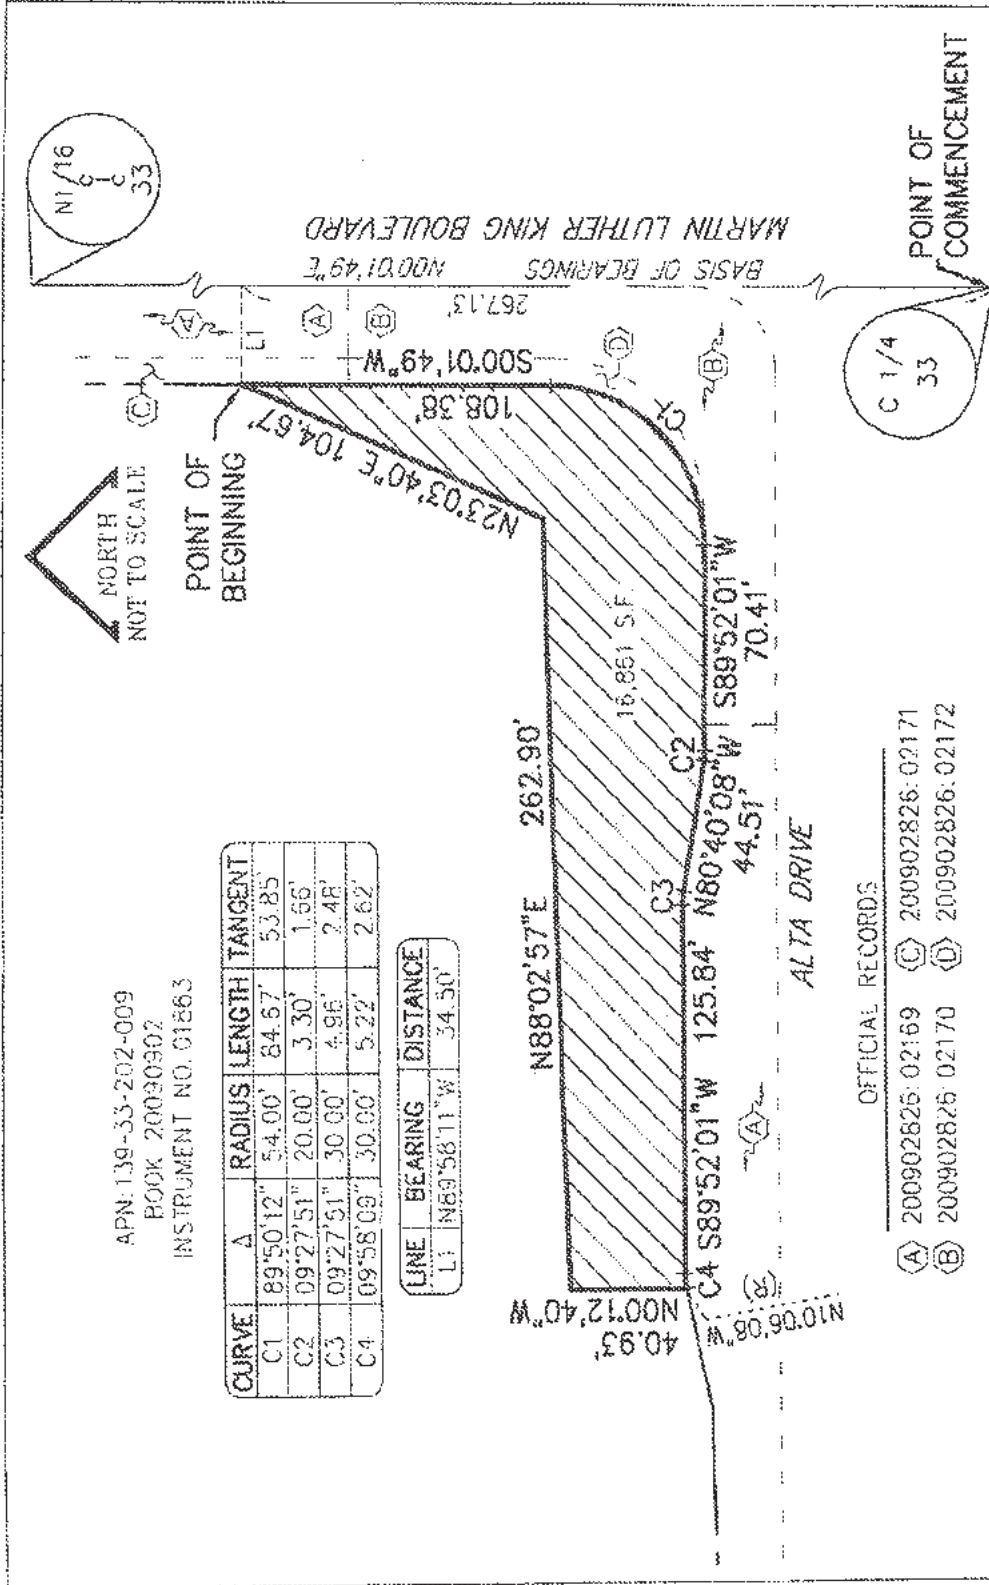 APN: 139-33-202-009
BOOK 20090902
INSTRUMENT NO. 01863
CURVE Δ RADIUS LENGTH TANGENT
C1 89°50'12" 54.00' 84.67' 53.85'
C2 09°27'51" 20.00' 3.30' 1.66'
C3 09°27'51" 30.00' 4.96' 2.48'
C4 09°58'09" 30.00' 5.22' 2.62'
LINE BEARING DISTANCE
L1 N89°58'11"W 34.50'
NORTH
NOT TO SCALE
POINT OF
BEGINNING
N1/16
C-C
33
C
A
L1
A
B
D
B
MARTIN LUTHER KING BOULEVARD
BASIS OF BEARINGS N00°01'49"E
267.13'
S00°01'49"W
108.38'
N23°03'40"E 104.67'
C1
N88°02'57"E 262.90'
16,861 S.F.
N00°12'40"W
40.93'
C4 S89°52'01"W 125.84'
C3
N80°40'08"W
44.51'
C2
S89°52'01"W
70.41'
N10°06'08"W (R)
A
ALTA DRIVE
C 1/4
33
POINT OF
COMMENCEMENT
OFFICIAL RECORDS
A 200902826:02169 C 200902826:02171
B 200902826:02170 D 200902826:02172